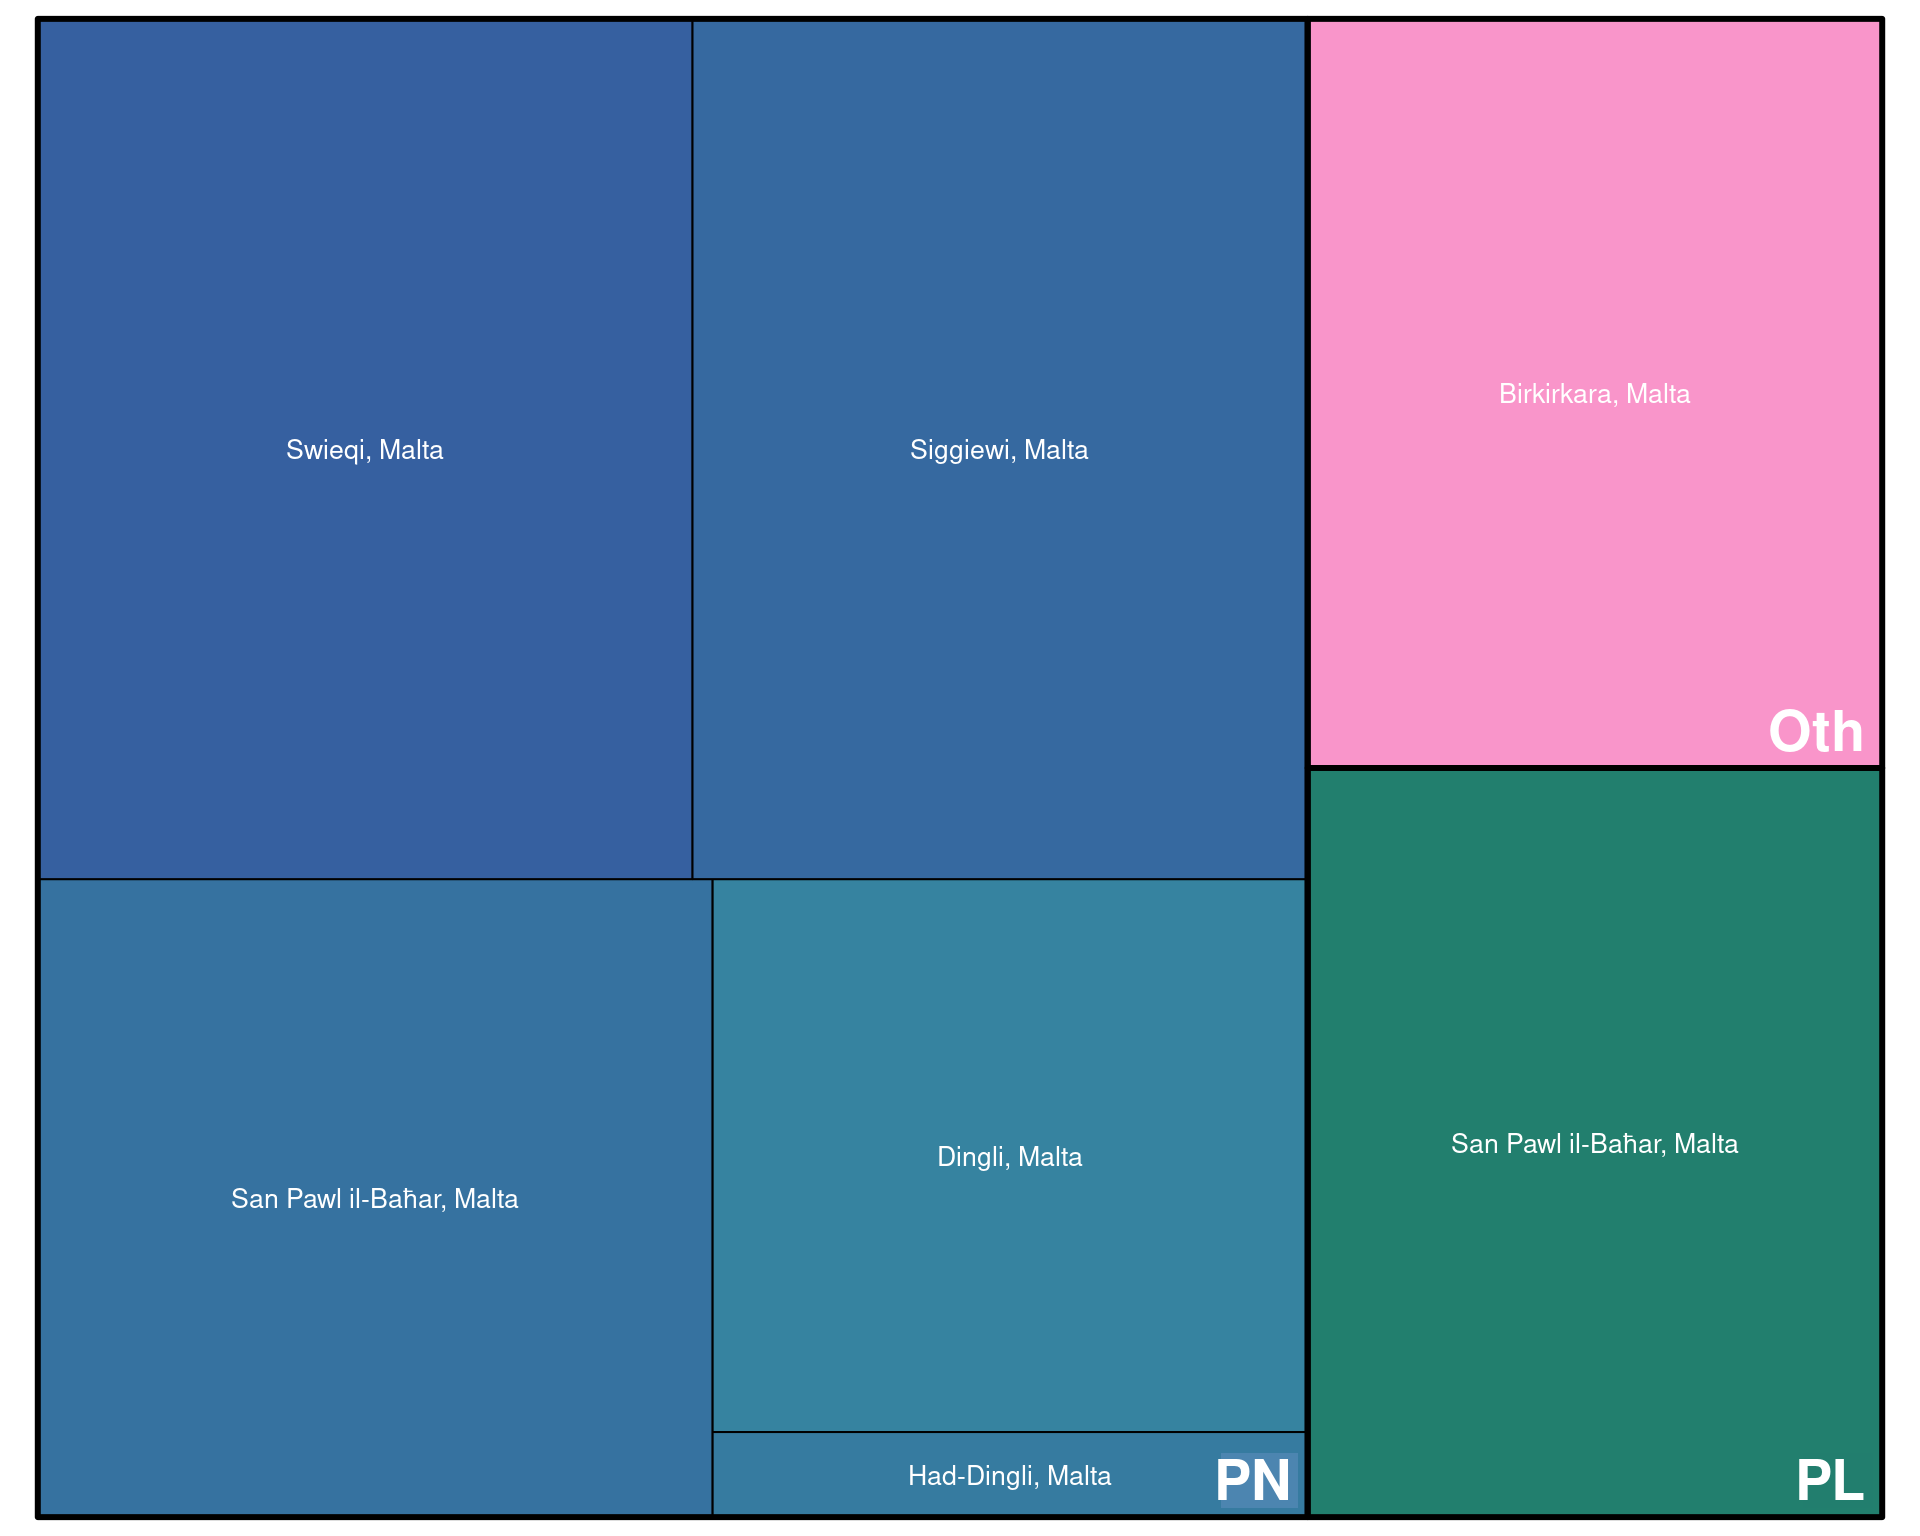 Swieqi, Malta
Siggiewi, Malta
Birkirkara, Malta
Oth
San Pawl il-Baħar, Malta
Dingli, Malta
Had-Dingli, Malta
PN
San Pawl il-Baħar, Malta
PL